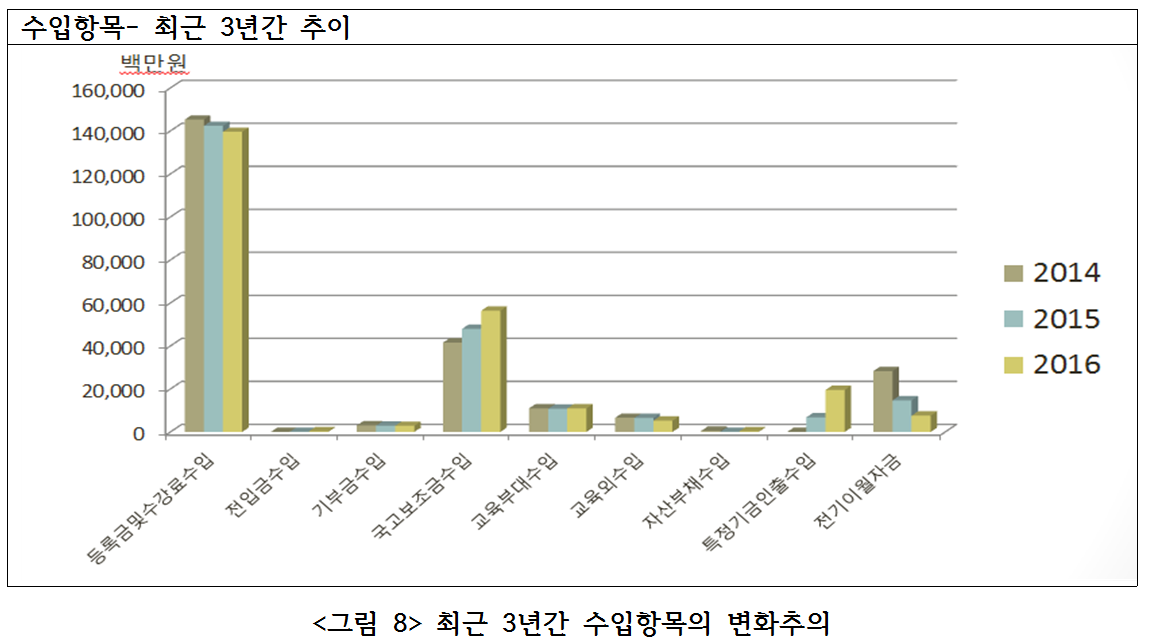 수입항목- 최근 3년간 추이
백만원
160,000
140,000
120,000
100,000
80,000
60,000
40,000
20,000
0
등록금및수강료수입
전입금수입
기부금수입
국고보조금수입
교육부대수입
교육외수입
자산부채수입
특정기금인출수입
전기이월자금
2014
2015
2016
<그림 8> 최근 3년간 수입항목의 변화추의